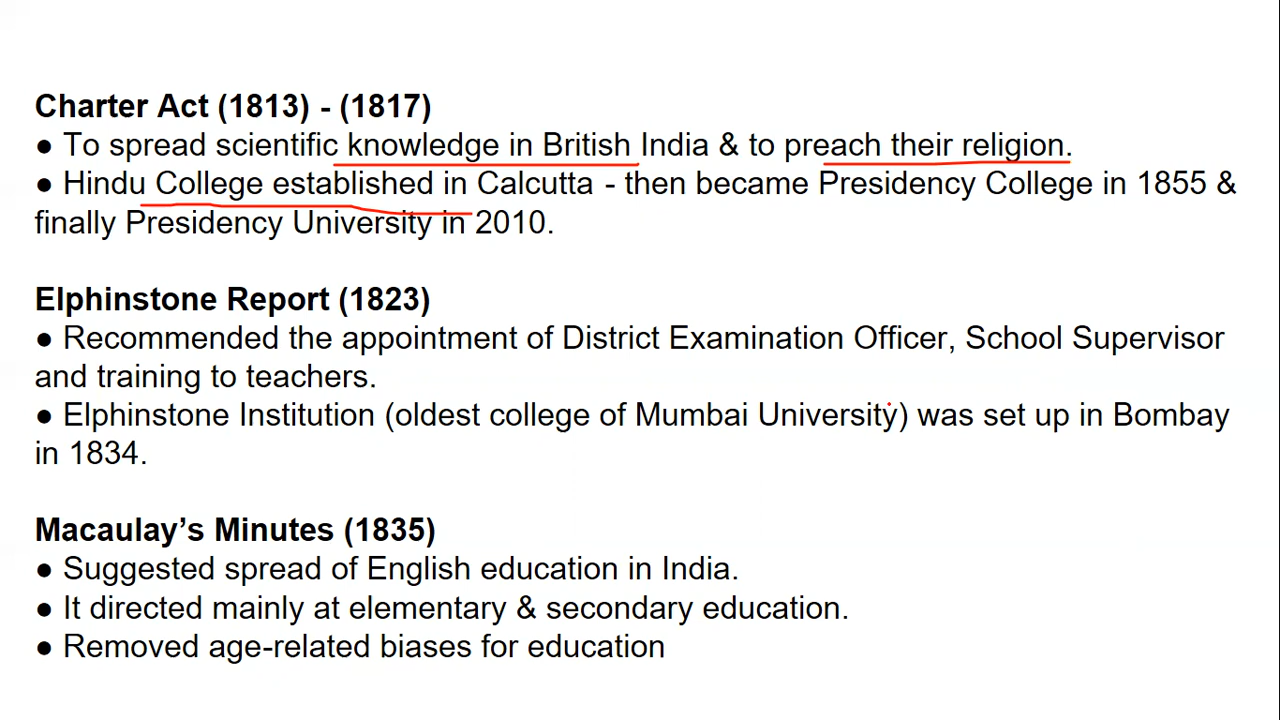 Charter Act (1813) - (1817)
● To spread scientific knowledge in British India & to preach their religion.
● Hindu College established in Calcutta - then became Presidency College in 1855 &
finally Presidency University in 2010.
Elphinstone Report (1823)
● Recommended the appointment of District Examination Officer, School Supervisor
and training to teachers.
● Elphinstone Institution (oldest college of Mumbai University) was set up in Bombay
in 1834.
Macaulay’s Minutes (1835)
● Suggested spread of English education in India.
● It directed mainly at elementary & secondary education.
● Removed age-related biases for education